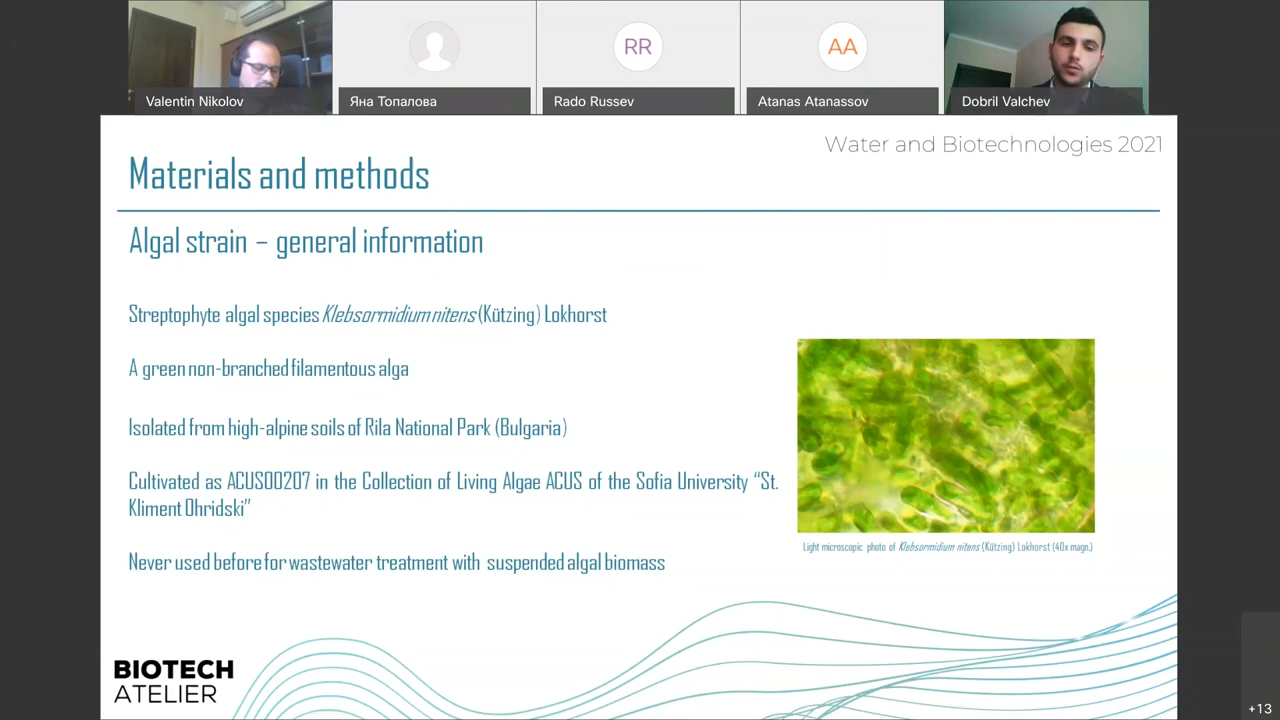 RR
AA
Valentin Nikolov
Яна Топалова
Rado Russev
Atanas Atanassov
Dobril Valchev
Water and Biotechnologies 2021
Materials and methods
Algal strain – general information
Streptophyte algal species Klebsormidium nitens (Kützing) Lokhorst
A green non-branched filamentous alga
Isolated from high-alpine soils of Rila National Park (Bulgaria)
Cultivated as ACUS00207 in the Collection of Living Algae ACUS of the Sofia University “St.
Kliment Ohridski”
Never used before for wastewater treatment with suspended algal biomass
Light microscopic photo of Klebsormidium nitens (Kützing) Lokhorst (40x magn.)
BIOTECH
ATELIER
+13